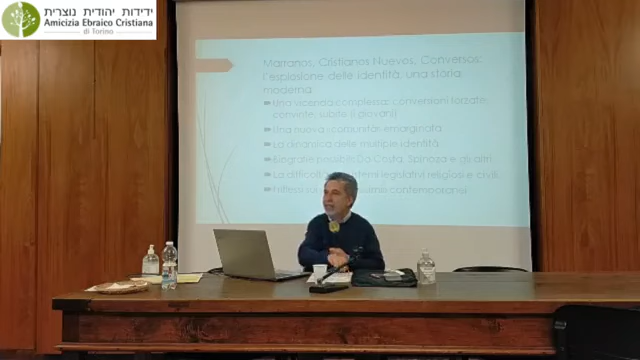 ידידות יהודית נוצרית
Amicizia Ebraico Cristiana
di Torino
Marranos, Cristianos Nuevos, Conversos:
l'esplosione delle identità, una storia
moderna
Una vicenda complessa: conversioni forzate,
convinte, subite (i giovani)
Una nuova comunità: emarginata
La dinamica delle multiple identità
Biografie possibili: Da Costa, Spinoza e gli altri
La difficoltà sistemi legislativi religiosi e civili
I riflessi contemporanei